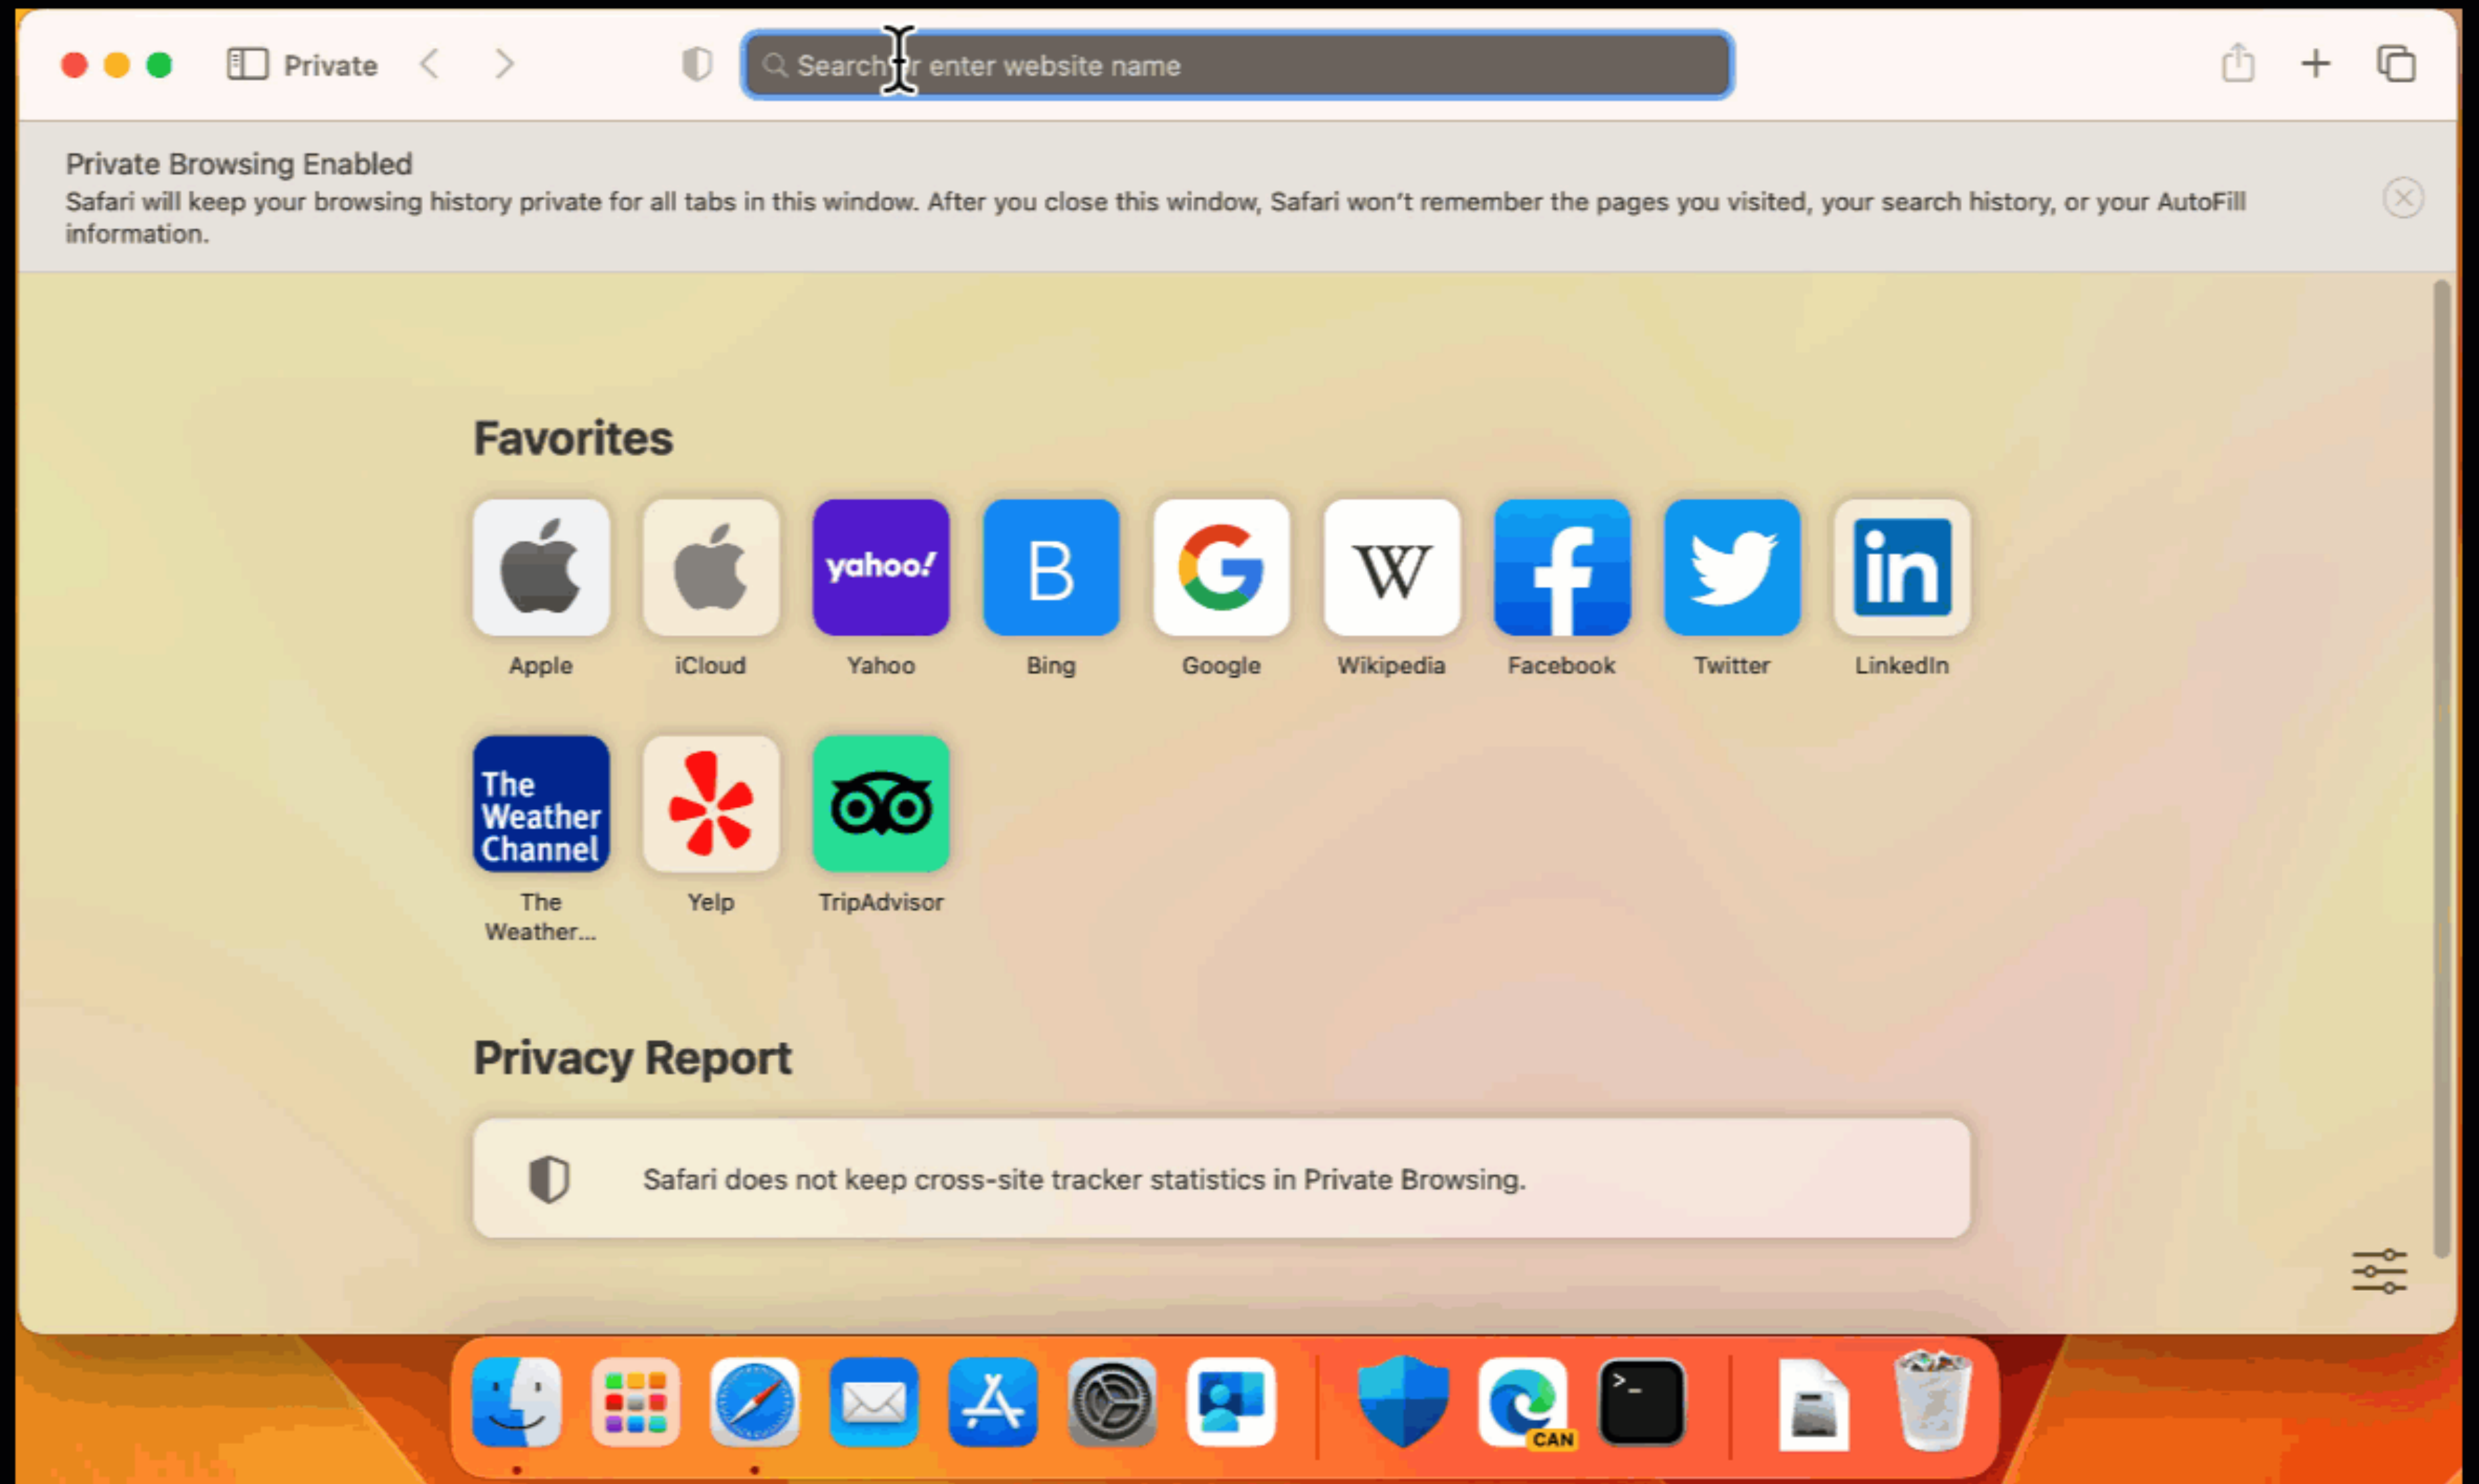 Private
Search or enter website name
Private Browsing Enabled
Safari will keep your browsing history private for all tabs in this window. After you close this window, Safari won't remember the pages you visited, your search history, or your AutoFill
information.
Favorites
yahoo!
B
G
W
f
in
Apple
iCloud
Yahoo
Bing
Google
Wikipedia
Facebook
Twitter
LinkedIn
The
Weather
Channel
The
Weather...
Yelp
TripAdvisor
Privacy Report
Safari does not keep cross-site tracker statistics in Private Browsing.
>_
CAN